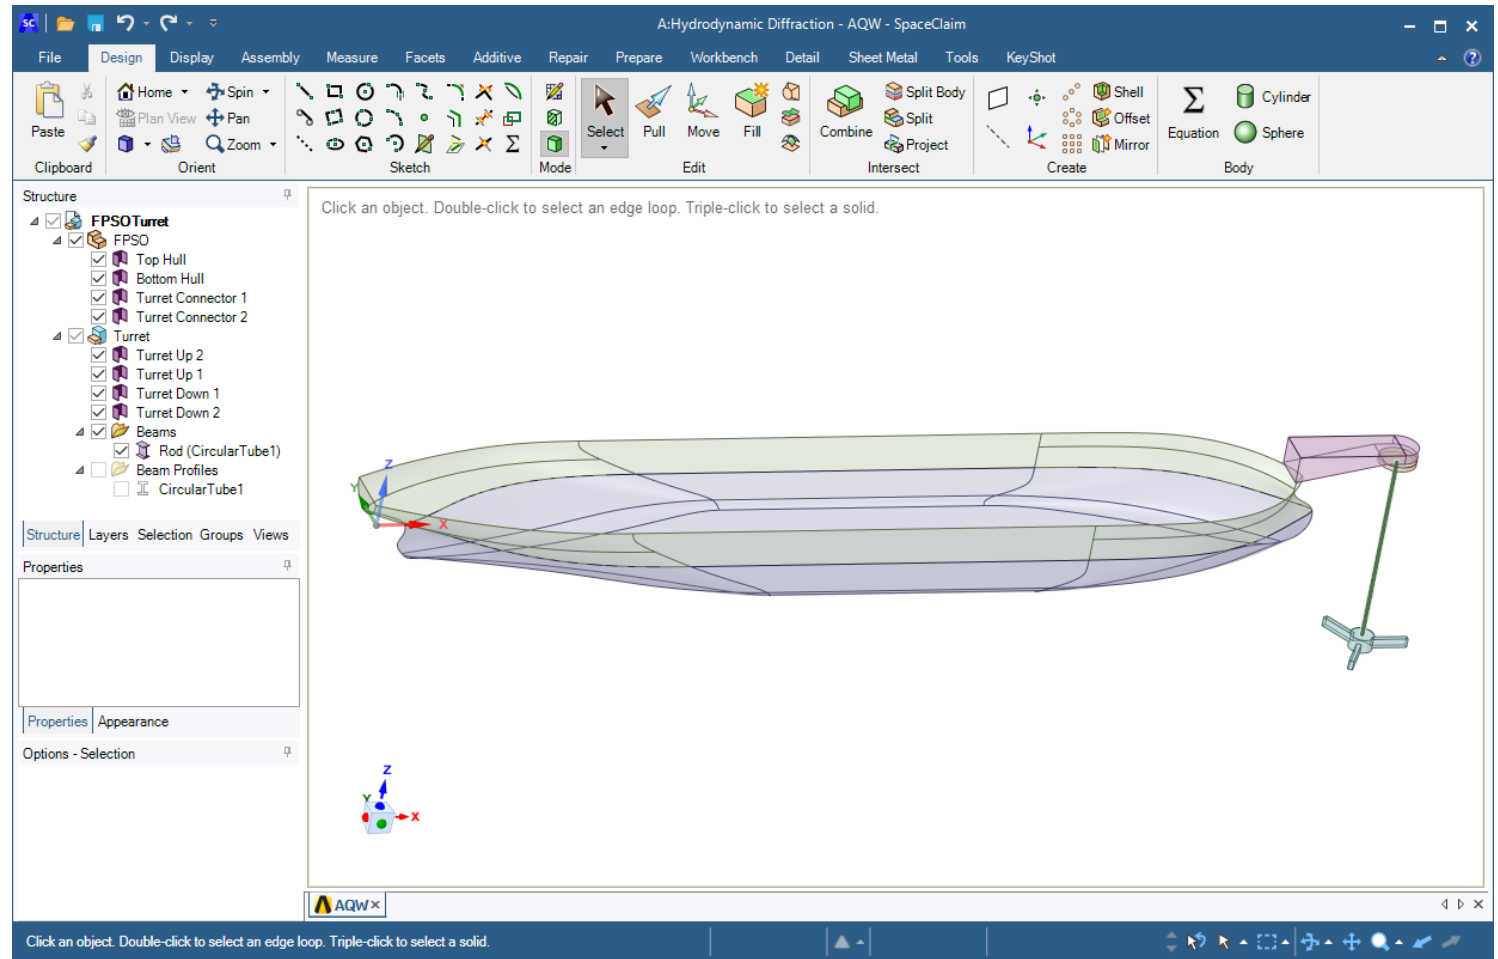 SC
A:Hydrodynamic Diffraction - AQW - SpaceClaim
File Design Display Assembly Measure Facets Additive Repair Prepare Workbench Detail Sheet Metal Tools KeyShot
Paste
Clipboard
Home Spin
Plan View Pan
Zoom
Orient
Sketch
Mode
Select Pull Move Fill
Edit
Combine
Split Body
Split
Project
Intersect
Shell
Offset
Mirror
Create
Equation
Cylinder
Sphere
Body
Structure
FPSOTurret
FPSO
Top Hull
Bottom Hull
Turret Connector 1
Turret Connector 2
Turret
Turret Up 2
Turret Up 1
Turret Down 1
Turret Down 2
Beams
Rod (CircularTube1)
Beam Profiles
CircularTube1
Structure Layers Selection Groups Views
Properties
Properties Appearance
Options - Selection
Click an object. Double-click to select an edge loop. Triple-click to select a solid.
Z
Y
X
Z
Y
X
AQW
Click an object. Double-click to select an edge loop. Triple-click to select a solid.